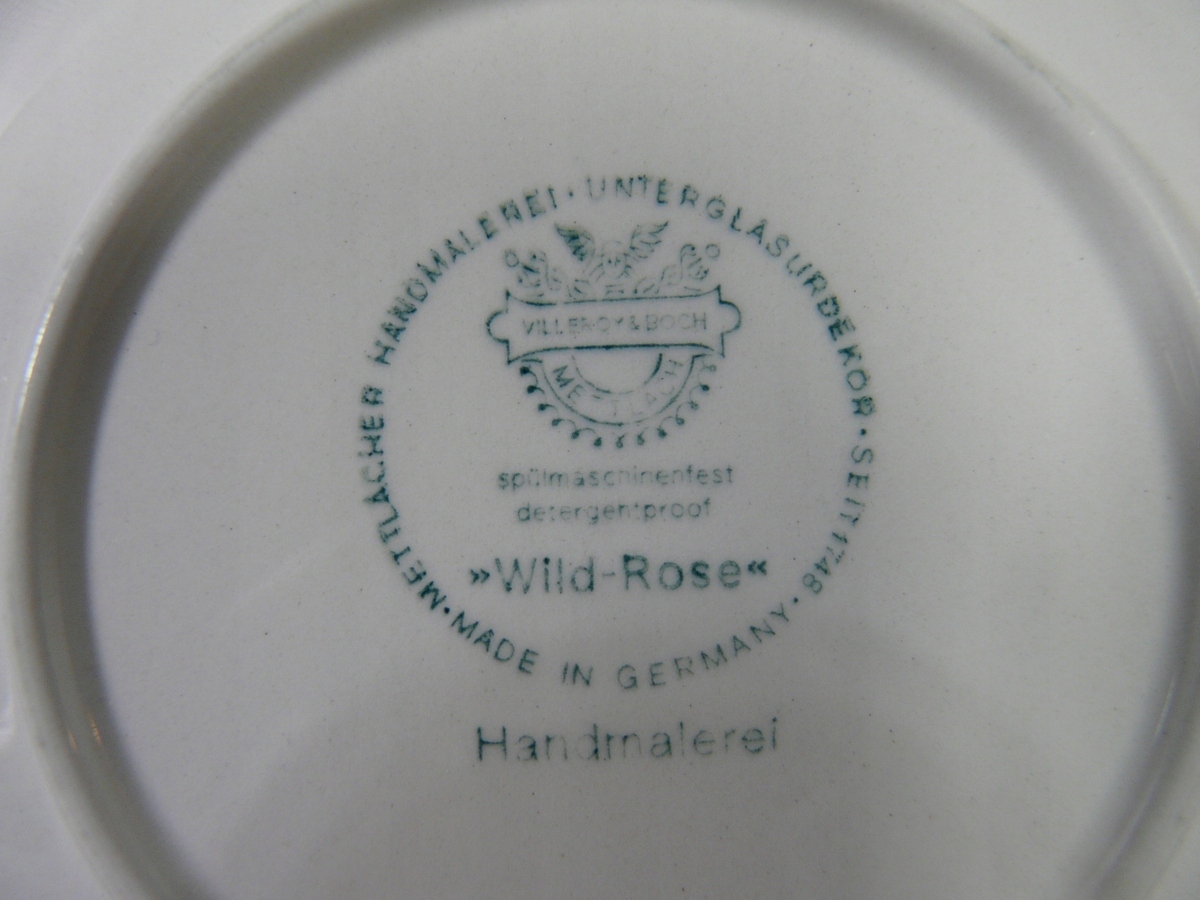 METTLACHER HANDMALEREI · UNTERGLASURDEKOR · SEIT 1748 · MADE IN GERMANY ·
VILLEROY & BOCH
METTLACH
spülmaschinenfest
detergentproof
»Wild-Rose«
Handmalerei